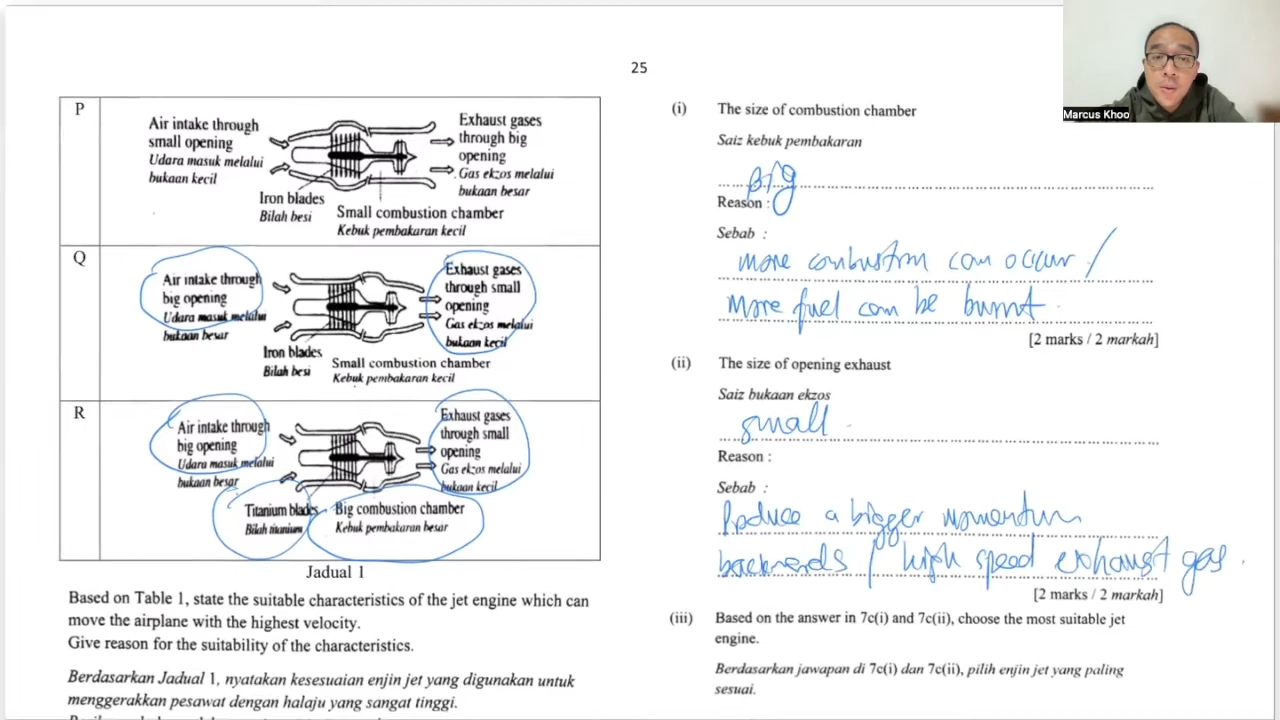 25
P
Air intake through
small opening
Udara masuk melalui
bukaan kecil
Exhaust gases
through big
opening
Gas ekzos melalui
bukaan besar
Iron blades
Bilah besi
Small combustion chamber
Kebuk pembakaran kecil
Q
Air intake through
big opening
Udara masuk melalui
bukaan besar
Exhaust gases
through small
opening
Gas ekzos melalui
bukaan kecil
Iron blades
Bilah besi
Small combustion chamber
Kebuk pembakaran kecil
R
Air intake through
big opening
Udara masuk melalui
bukaan besar
Exhaust gases
through small
opening
Gas ekzos melalui
bukaan kecil
Titanium blades
Bilah titanium
Big combustion chamber
Kebuk pembakaran besar
Jadual 1
Based on Table 1, state the suitable characteristics of the jet engine which can
move the airplane with the highest velocity.
Give reason for the suitability of the characteristics.
Berdasarkan Jadual 1, nyatakan kesesuaian enjin jet yang digunakan untuk
menggerakkan pesawat dengan halaju yang sangat tinggi.
(i) The size of combustion chamber
Saiz kebuk pembakaran
Big
Reason :
Sebab :
more combustion can occur /
more fuel can be burnt.
[2 marks / 2 markah]
(ii) The size of opening exhaust
Saiz bukaan ekzos
small.
Reason :
Sebab :
Produce a bigger momentum
backwards / high speed exhaust gas.
[2 marks / 2 markah]
(iii) Based on the answer in 7c(i) and 7c(ii), choose the most suitable jet
engine.
Berdasarkan jawapan di 7c(i) dan 7c(ii), pilih enjin jet yang paling
sesuai.
Marcus Khoo